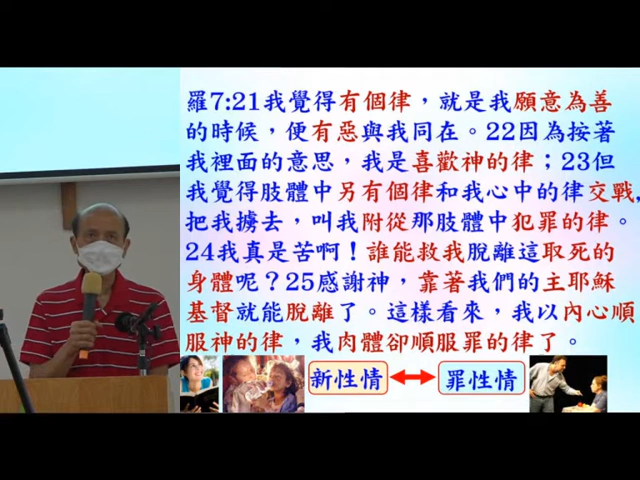 羅7:21我覺得有個律，就是我願意為善
的時候，便有惡與我同在。22因為按著
我裡面的意思，我是喜歡神的律；23但
我覺得肢體中另有個律和我心中的律交戰,
把我擄去，叫我附從那肢體中犯罪的律。
24我真是苦啊！誰能救我脫離這取死的
身體呢？25感謝神，靠著我們的主耶穌
基督就能脫離了。這樣看來，我以內心順
服神的律，我肉體卻順服罪的律了。
新性情
罪性情